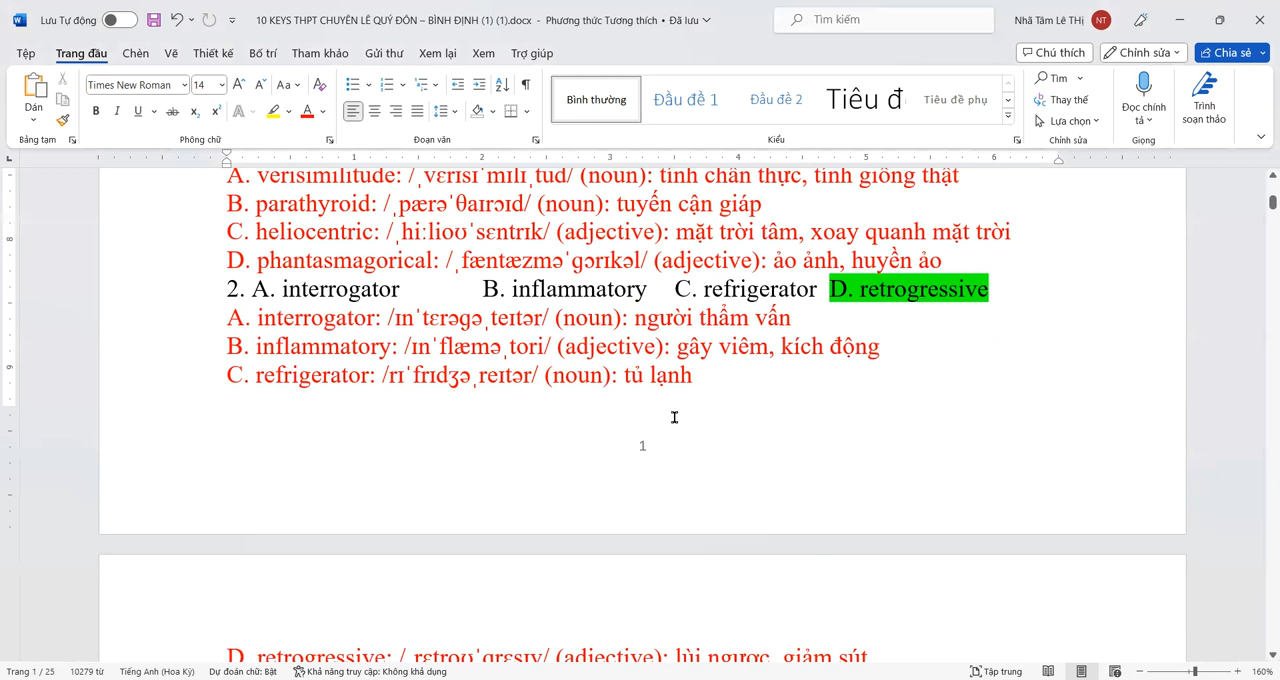 Lưu Tự động
10 KEYS THPT CHUYÊN LÊ QUÝ ĐÔN – BÌNH ĐỊNH (1) (1).docx - Phương thức Tương thích • Đã lưu
Tìm kiếm
Nhã Tâm Lê THị
NT
Tệp Trang đầu Chèn Vẽ Thiết kế Bố trí Tham khảo Gửi thư Xem lại Xem Trợ giúp
Chú thích Chỉnh sửa Chia sẻ
Dán
Times New Roman 14
Bình thường Đầu đề 1 Đầu đề 2 Tiêu đ Tiêu đề phụ
Tìm
Thay thế
Lựa chọn
Đọc chính tả
Trình soạn thảo
Bảng tạm Phông chữ Đoạn văn Kiểu Chỉnh sửa Giọng
1 2 3 4 5 6
8
9
A. verisimilitude: /ˌvɛrɪsɪˈmɪlɪˌtud/ (noun): tính chân thực, tính giống thật
B. parathyroid: /ˌpærəˈθaɪrɔɪd/ (noun): tuyến cận giáp
C. heliocentric: /ˌhiːlioʊˈsɛntrɪk/ (adjective): mặt trời tâm, xoay quanh mặt trời
D. phantasmagorical: /ˌfæntæzməˈɡɔrɪkəl/ (adjective): ảo ảnh, huyền ảo
2. A. interrogator B. inflammatory C. refrigerator D. retrogressive
A. interrogator: /ɪnˈtɛrəɡəˌteɪtər/ (noun): người thẩm vấn
B. inflammatory: /ɪnˈflæməˌtori/ (adjective): gây viêm, kích động
C. refrigerator: /rɪˈfrɪdʒəˌreɪtər/ (noun): tủ lạnh
1
D. retrogressive: /ˌrɛtroʊˈɡrɛsɪv/ (adjective): lùi ngược, giảm sút
Trang 1 / 25 10279 từ Tiếng Anh (Hoa Kỳ) Dự đoán chữ: Bật Khả năng truy cập: Không khả dụng
Tập trung
160%